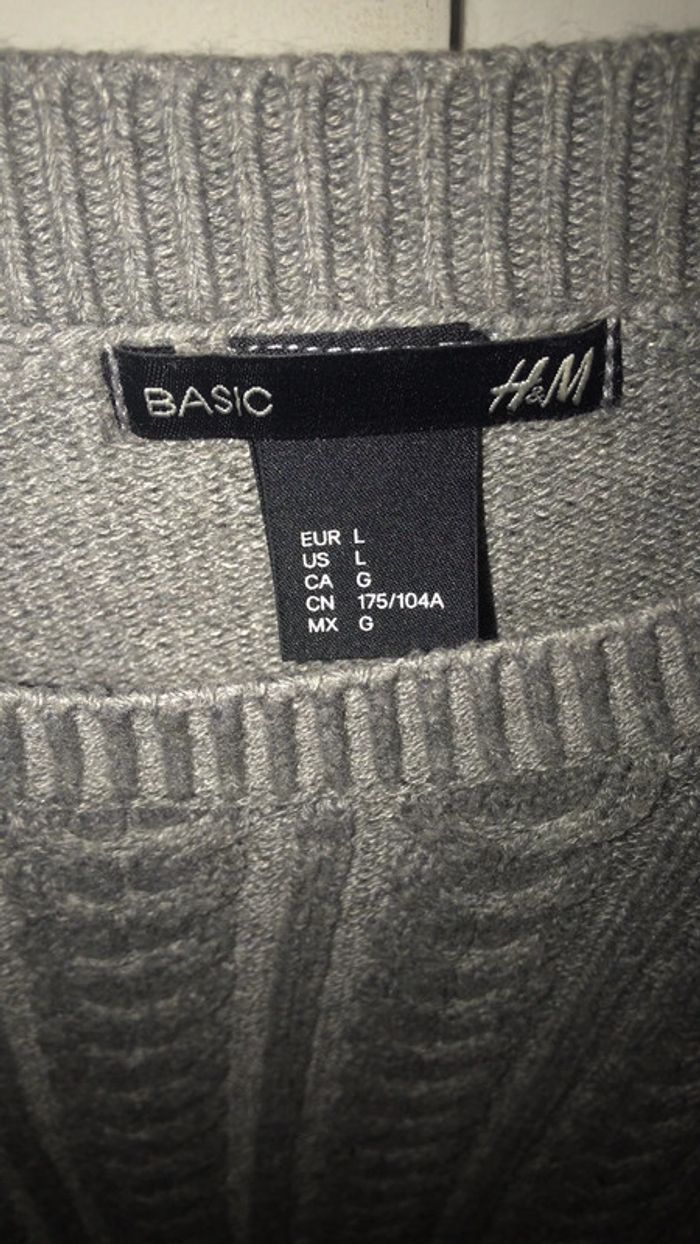 BASIC H&M
EUR L
US L
CA G
CN 175/104A
MX G